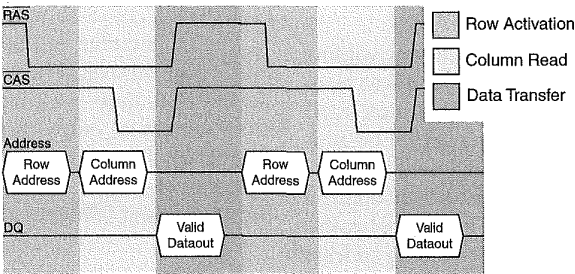 RAS
Row Activation
Column Read
CAS
Data Transfer
Address
Row
Address
Column
Address
Row
Address
Column
Address
DQ
Valid
Dataout
Valid
Dataout